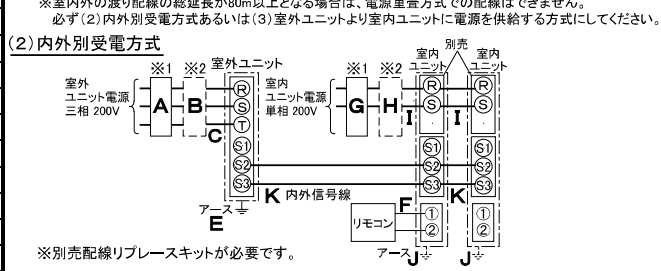 ※室内外の渡り配線の総延長が80m以上となる場合は、電源重畳方式での配線はできません。
必ず(2)内外別受電方式あるいは(3)室外ユニットより室内ユニットに電源を供給する方式にしてください。
(2)内外別受電方式
※1 ※2 室外ユニット
室外
ユニット電源
三相 200V
A
B
C
R
S
T
S1
S2
S3
アース
E
※1 ※2
室内
ユニット電源
単相 200V
G
H
I
室内
ユニット
別売
室内
ユニット
R
S
S1
S2
S3
I
R
S
S1
S2
S3
K 内外信号線
K
F
リモコン
①
②
①
②
アース
J
J
※別売配線リプレースキットが必要です。